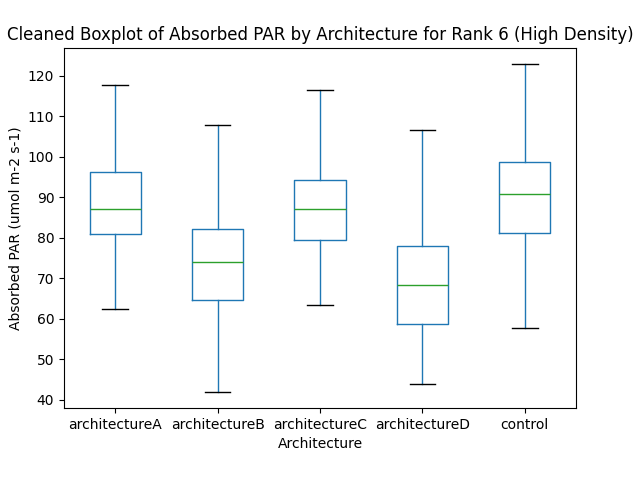 Cleaned Boxplot of Absorbed PAR by Architecture for Rank 6 (High Density)
Absorbed PAR (umol m-2 s-1)
120
110
100
90
80
70
60
50
40
architectureA architectureB architectureC architectureD control
Architecture